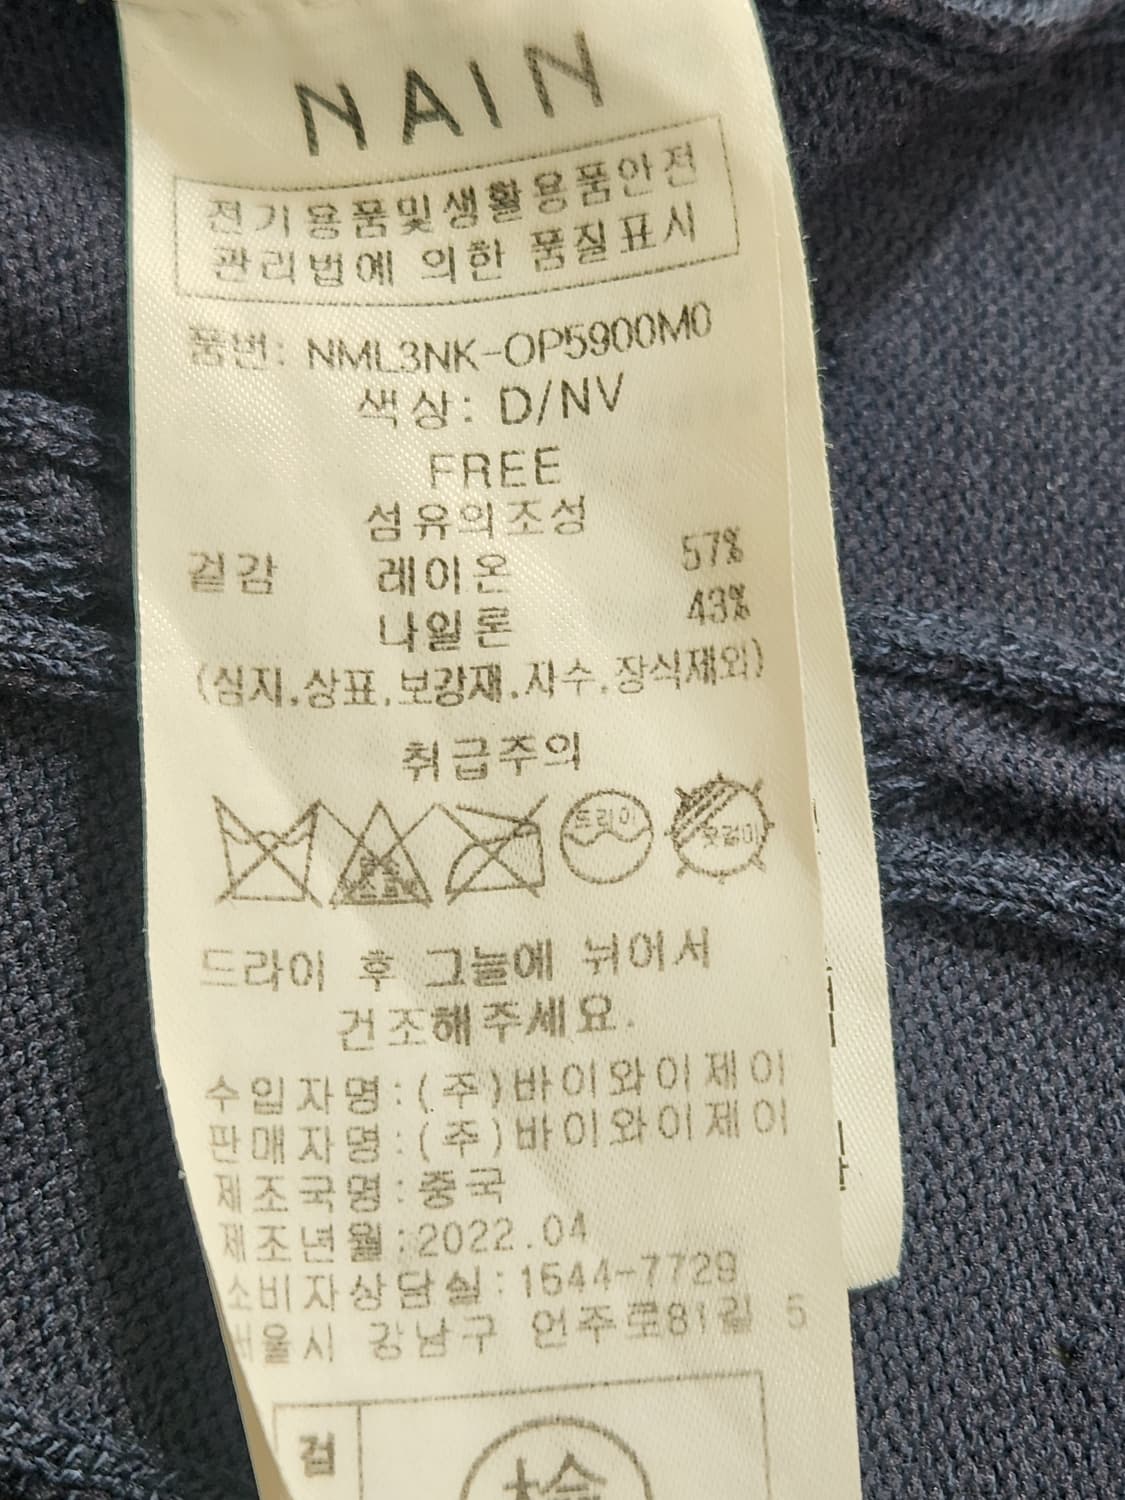 NAIN
전기용품및생활용품안전
관리법에 의한 품질표시
품번: NML3NK-OP5900M0
색상: D/NV
FREE
섬유의조성
겉감 레이온 57%
나일론 43%
(심지.상표.보강재.자수.장식제외)
취급주의
드라이
옷걸이
드라이 후 그늘에 뉘어서
건조해주세요.
수입자명:(주)바이와이제이
판매자명:(주)바이와이제이
제조국명:중국
제조년월:2022.04
소비자상담실:1544-7729
서울시 강남구 언주로81길 5
검
檢